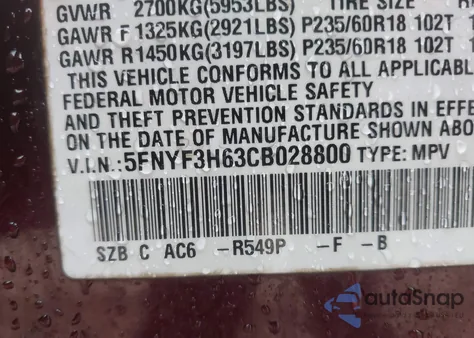 GVWR 2700KG(5953LBS) TIRE SIZE
GAWR F 1325KG(2921LBS) P235/60R18 102T
GAWR R1450KG(3197LBS) P235/60R18 102T
THIS VEHICLE CONFORMS TO ALL APPLICABL
FEDERAL MOTOR VEHICLE SAFETY
AND THEFT PREVENTION STANDARDS IN EFFE
ON THE DATE OF MANUFACTURE SHOWN ABO
V.I.N.:5FNYF3H63CB028800 TYPE: MPV
SZB C AC6 -R549P -F -B
autoSnap